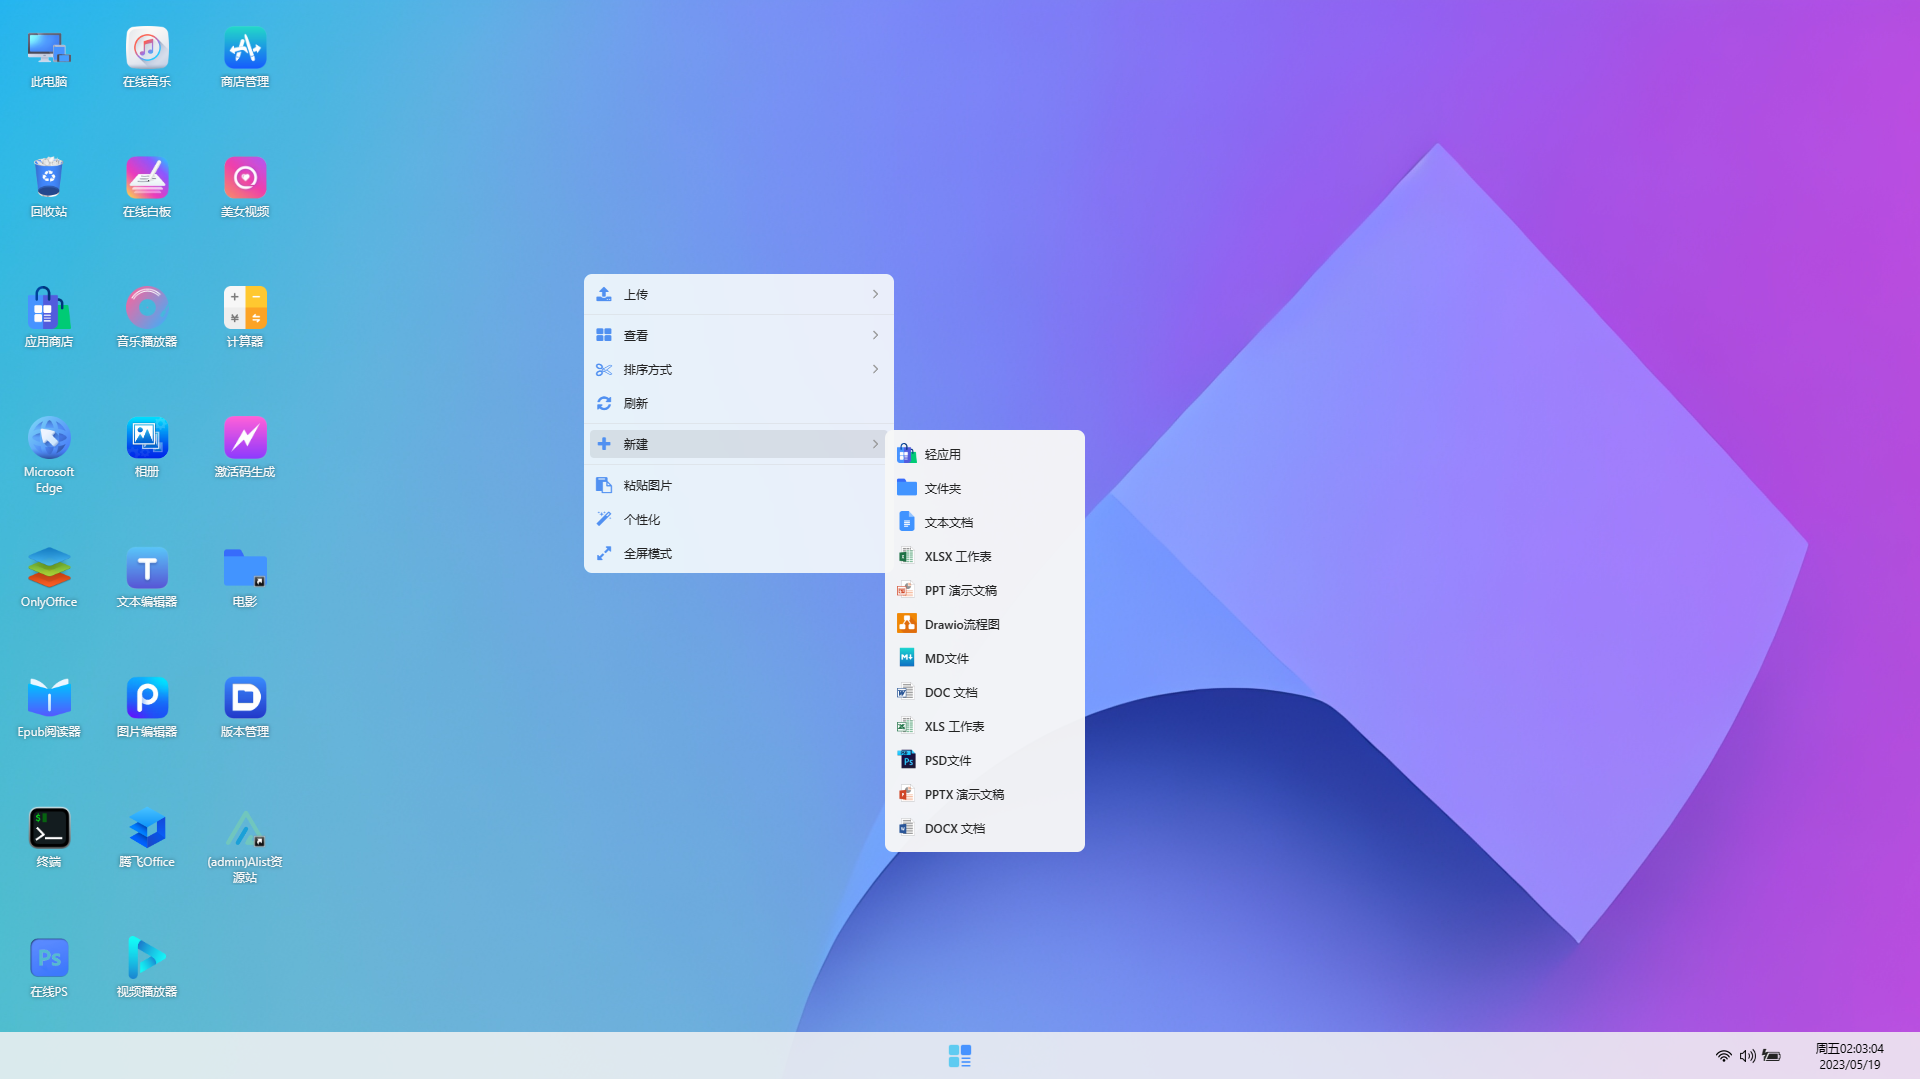 此电脑
在线音乐
商店管理
回收站
在线白板
美女视频
应用商店
音乐播放器
计算器
Microsoft
Edge
相册
激活码生成
OnlyOffice
T
文本编辑器
电影
Epub阅读器
图片编辑器
版本管理
$
>_
终端
腾飞Office
(admin)Alist资
源站
Ps
在线PS
视频播放器
上传
查看
排序方式
刷新
新建
粘贴图片
个性化
全屏模式
轻应用
文件夹
文本文档
XLSX 工作表
PPT 演示文稿
Drawio流程图
MD文件
DOC 文档
XLS 工作表
PSD文件
PPTX 演示文稿
DOCX 文档
周五02:03:04
2023/05/19